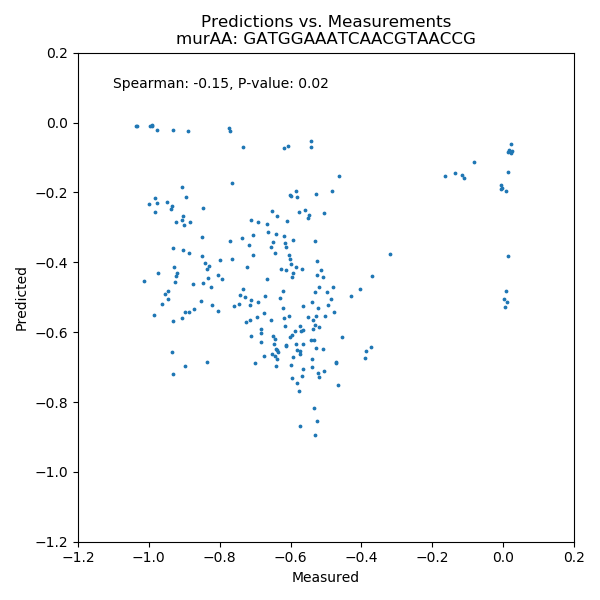 Predictions vs. Measurements
murAA: GATGGAAATCAACGTAACCG
Spearman: -0.15, P-value: 0.02
0.2
0.0
−0.2
−0.4
−0.6
−0.8
−1.0
−1.2
Predicted
−1.2 −1.0 −0.8 −0.6 −0.4 −0.2 0.0 0.2
Measured